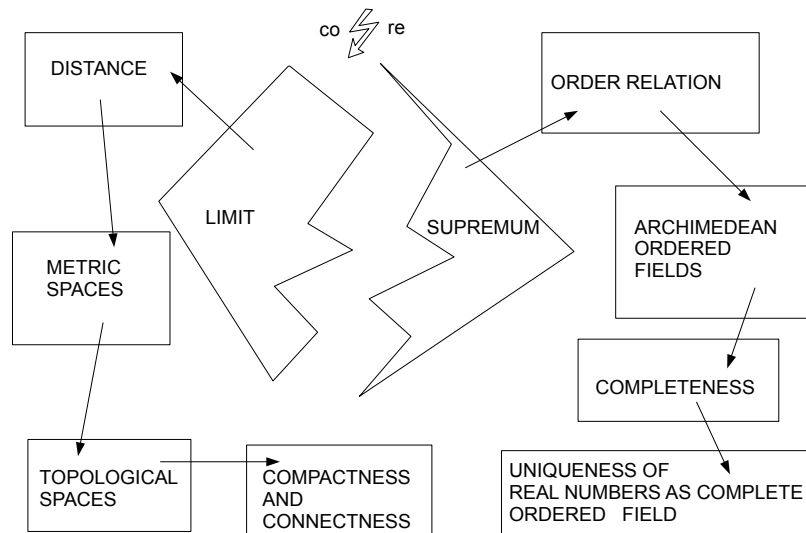 co re
DISTANCE
ORDER RELATION
LIMIT
SUPREMUM
ARCHIMEDEAN
ORDERED
FIELDS
METRIC
SPACES
COMPLETENESS
TOPOLOGICAL
SPACES
COMPACTNESS
AND
CONNECTNESS
UNIQUENESS OF
REAL NUMBERS AS COMPLETE
ORDERED FIELD